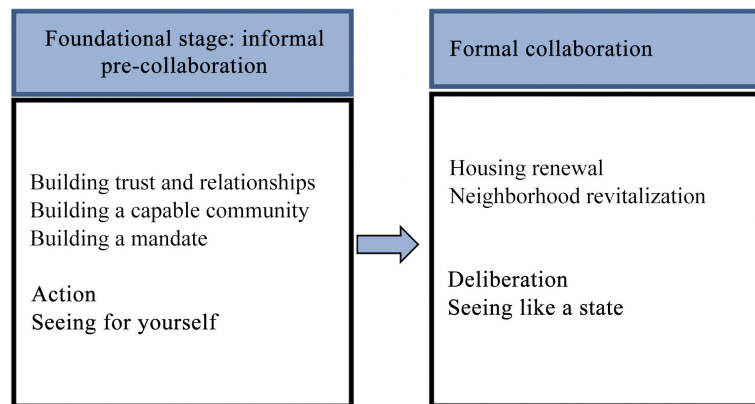 Foundational stage: informal
pre-collaboration
Building trust and relationships
Building a capable community
Building a mandate
Action
Seeing for yourself
Formal collaboration
Housing renewal
Neighborhood revitalization
Deliberation
Seeing like a state